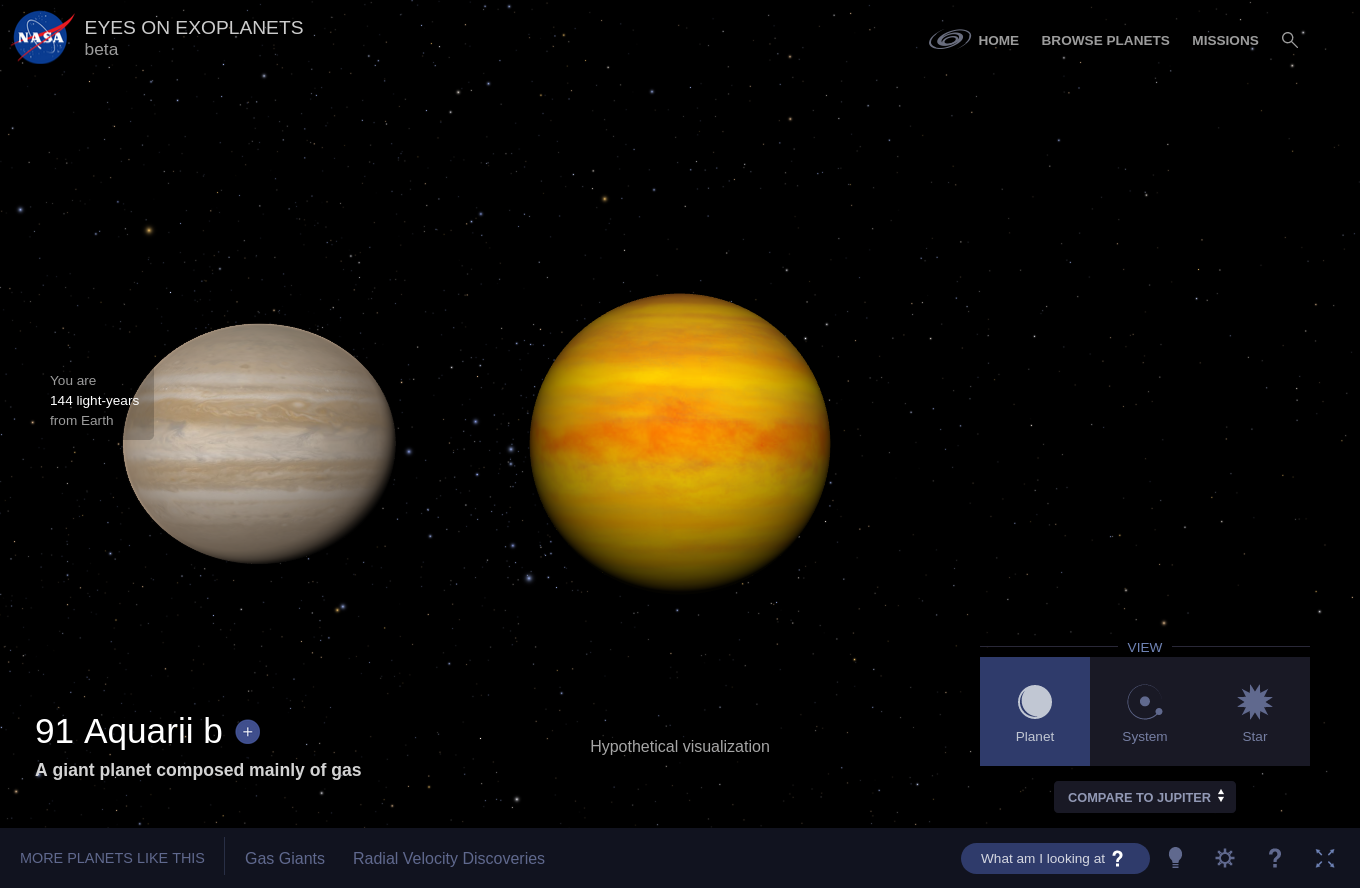 NASA
EYES ON EXOPLANETS
beta
HOME
BROWSE PLANETS
MISSIONS
You are
144 light-years
from Earth
91 Aquarii b +
A giant planet composed mainly of gas
Hypothetical visualization
VIEW
Planet
System
Star
COMPARE TO JUPITER
MORE PLANETS LIKE THIS
Gas Giants
Radial Velocity Discoveries
What am I looking at ?
?